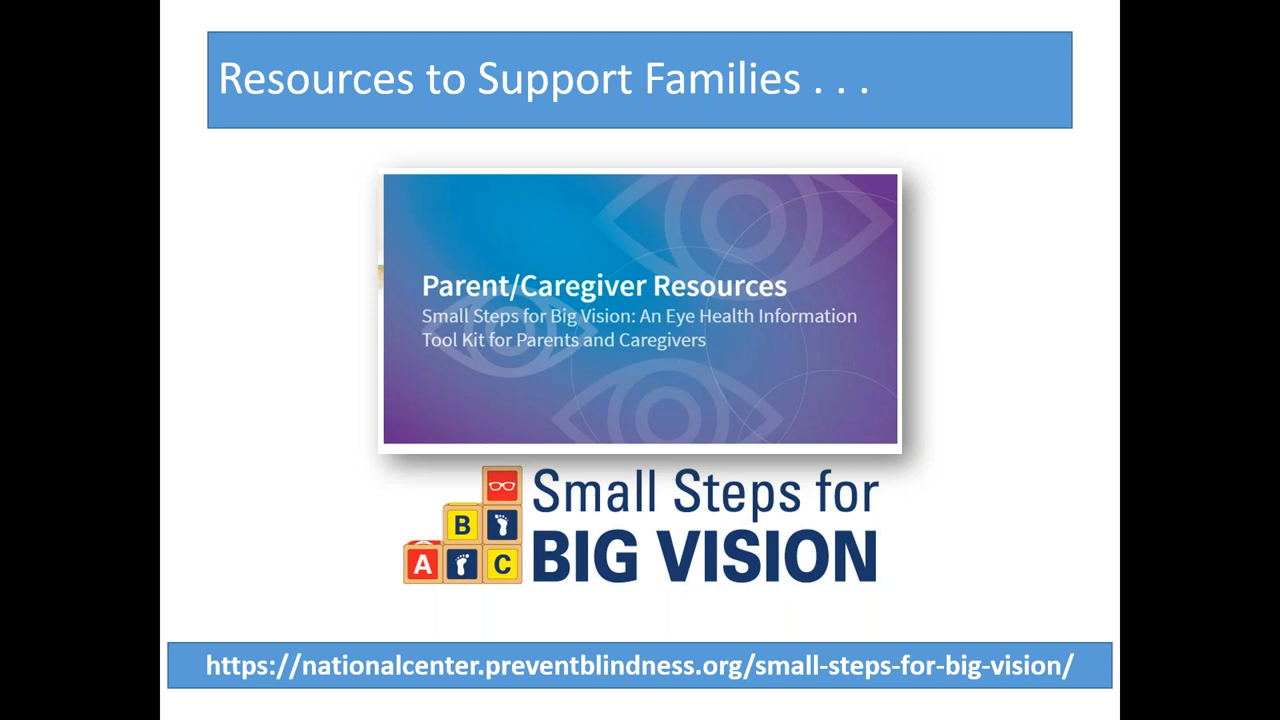 Resources to Support Families . . .
Parent/Caregiver Resources
Small Steps for Big Vision: An Eye Health Information
Tool Kit for Parents and Caregivers
Small Steps for
BIG VISION
B
A
C
https://nationalcenter.preventblindness.org/small-steps-for-big-vision/